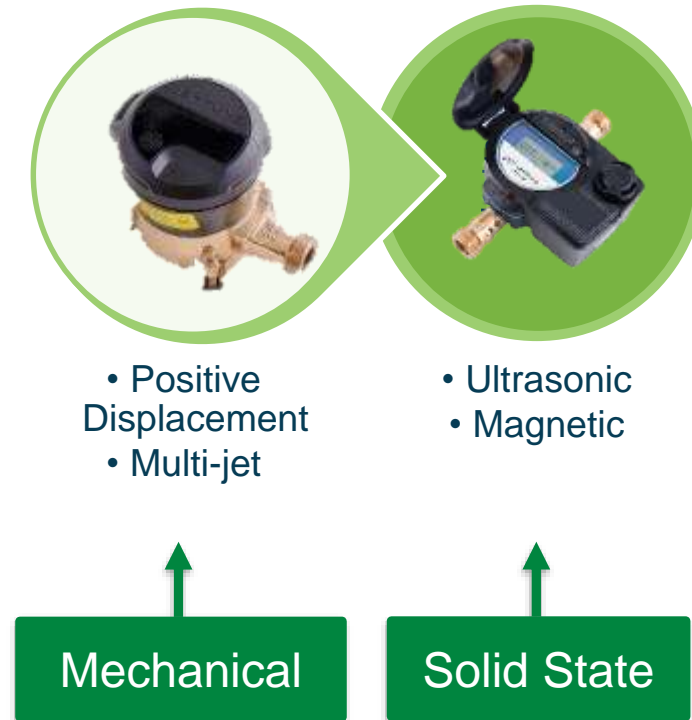 • Positive
Displacement
• Multi-jet
• Ultrasonic
• Magnetic
Mechanical
Solid State